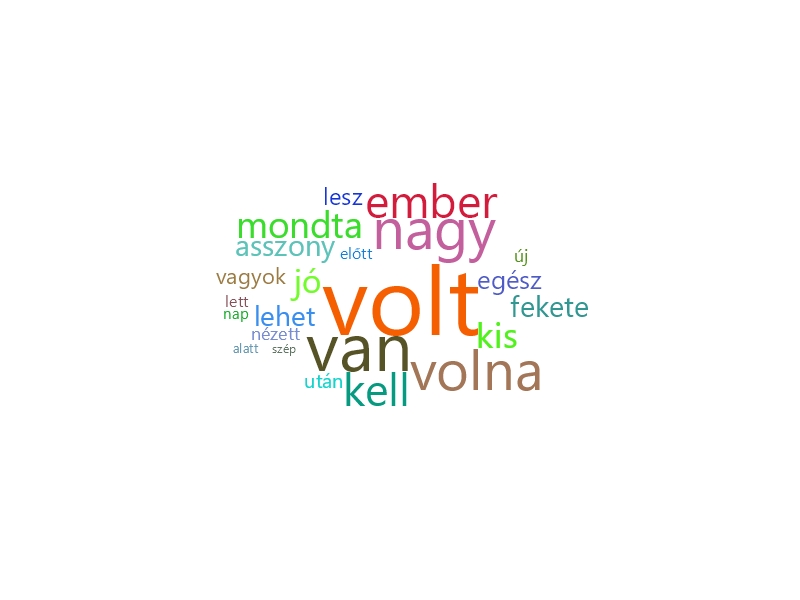 lesz
ember
mondta
nagy
asszony
előtt
új
vagyok
jó
volt
egész
lett
nap
lehet
fekete
nézett
kis
alatt
szép
van
volna
után
kell